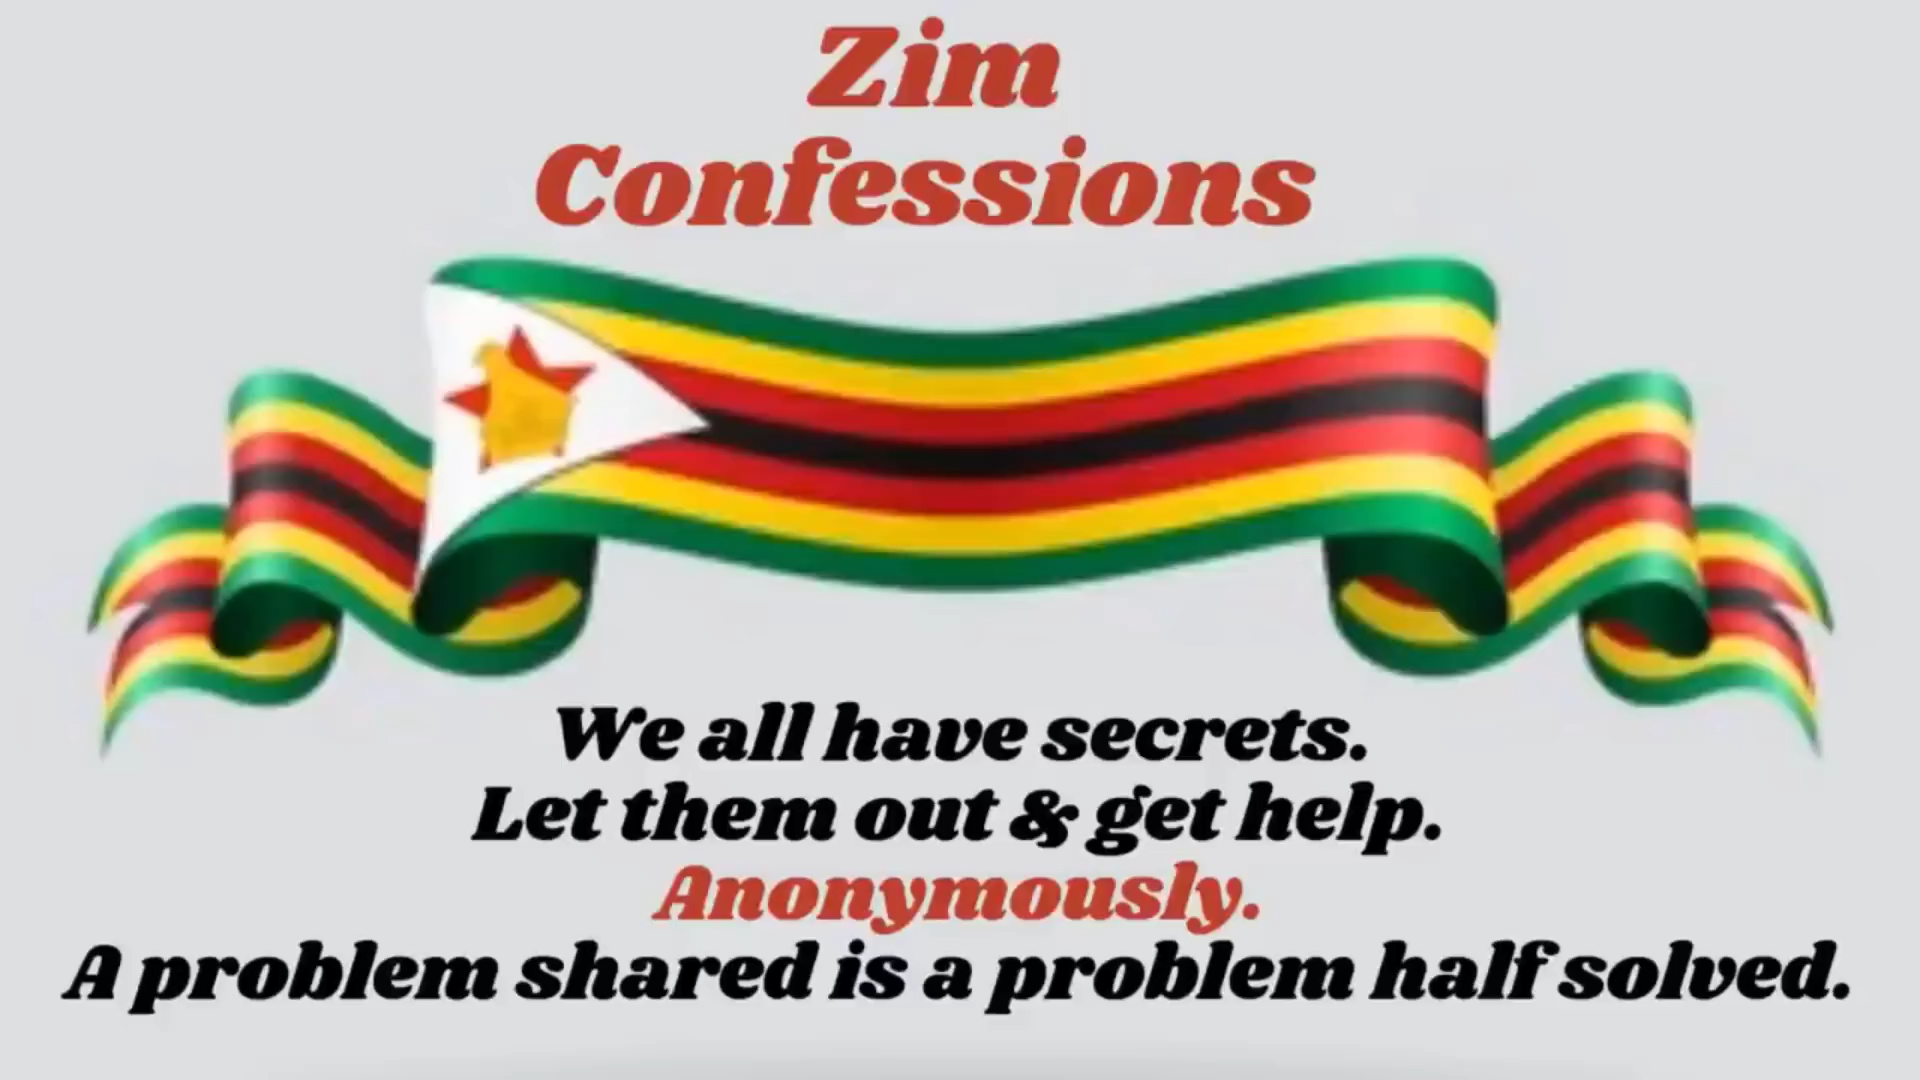 Zim
Confessions
We all have secrets.
Let them out & get help.
Anonymously.
A problem shared is a problem half solved.